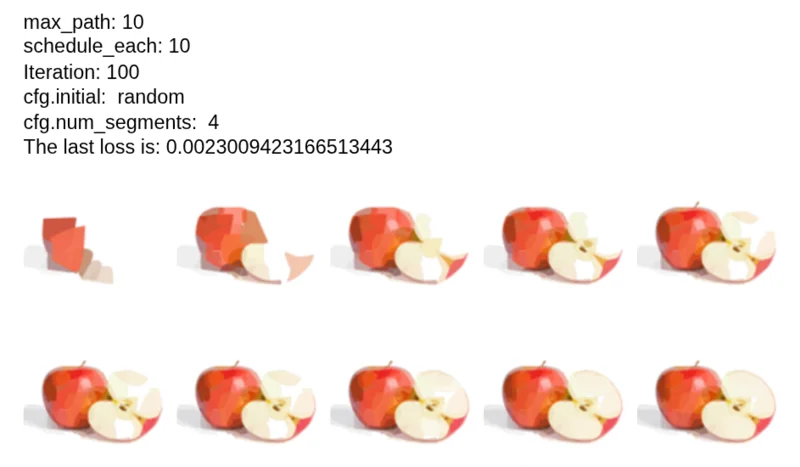 max_path: 10
schedule_each: 10
Iteration: 100
cfg.initial: random
cfg.num_segments: 4
The last loss is: 0.0023009423166513443